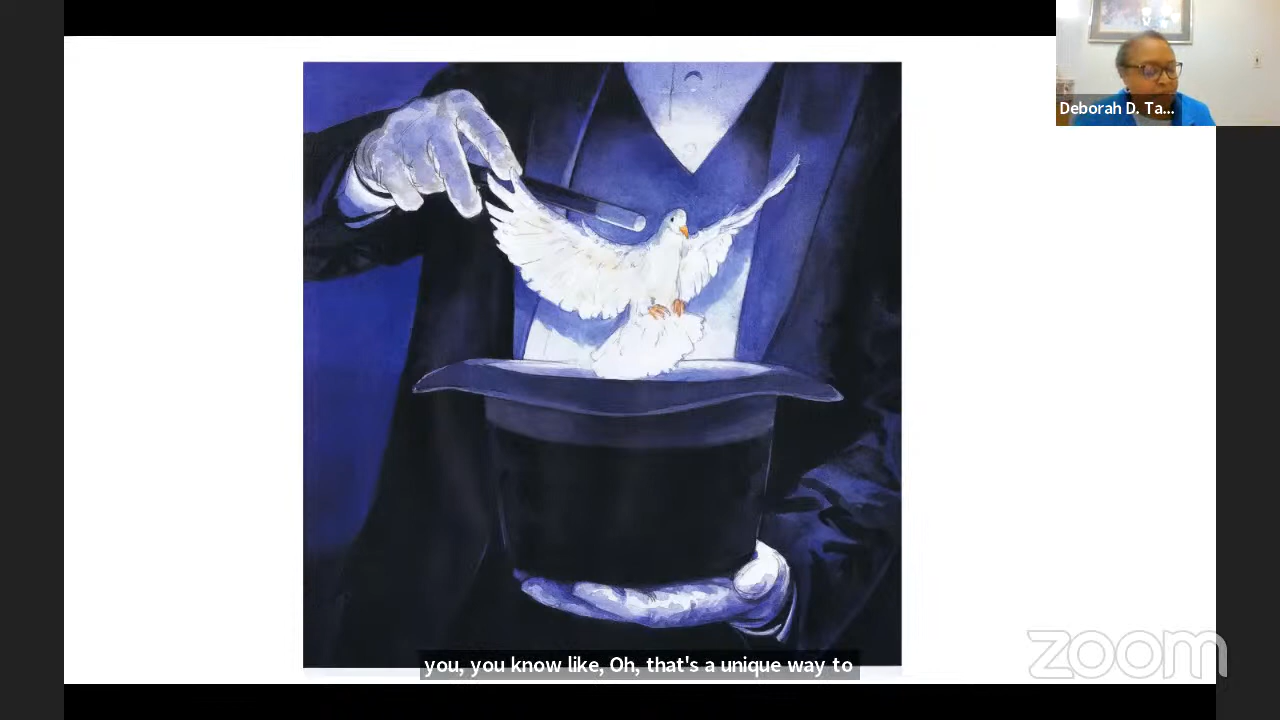 Deborah D. Ta...
you, you know like, Oh, that's a unique way to
zoom